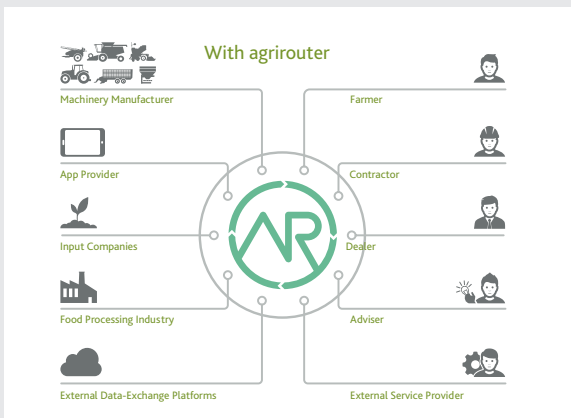 With agrirouter
Machinery Manufacturer
Farmer
App Provider
Contractor
AR
Input Companies
Dealer
Food Processing Industry
Adviser
External Data-Exchange Platforms
External Service Provider